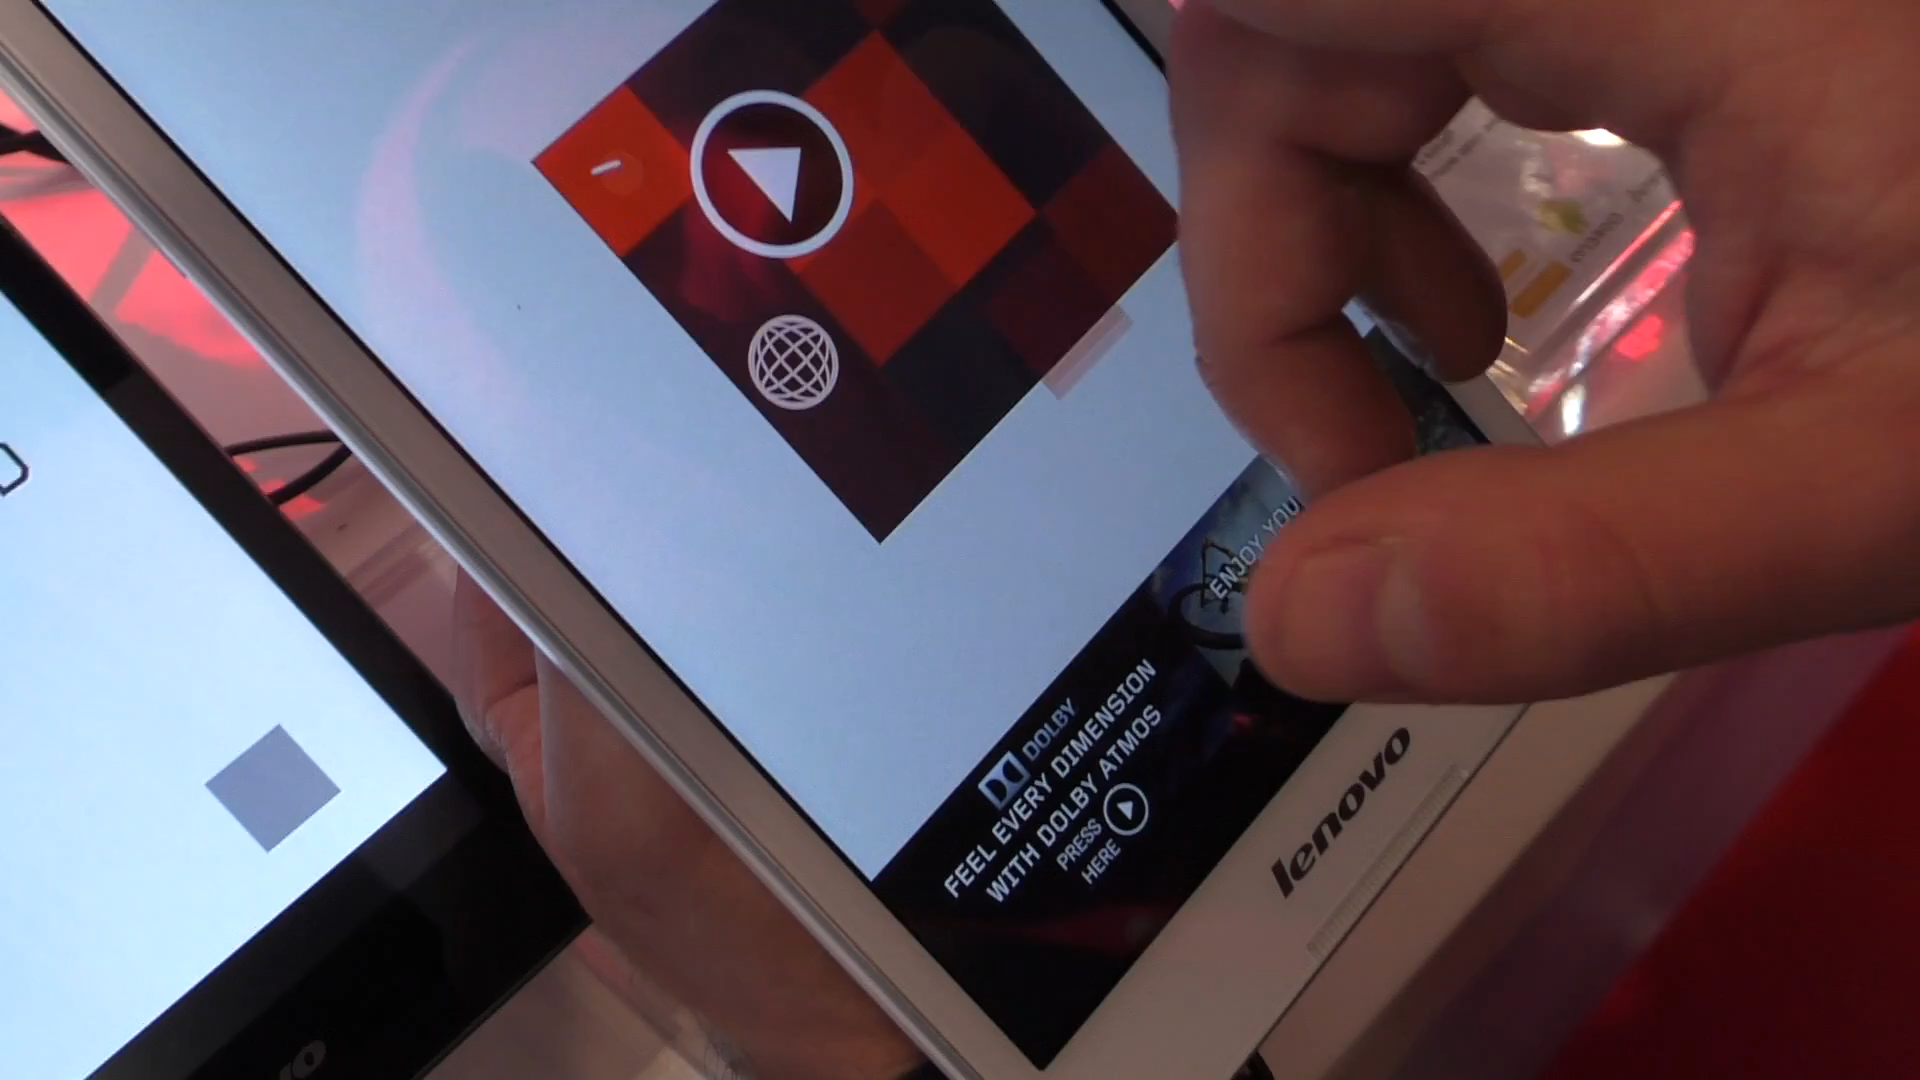 DOLBY
FEEL EVERY DIMENSION
WITH DOLBY ATMOS
PRESS
HERE
ENJOY YOU
lenovo
D